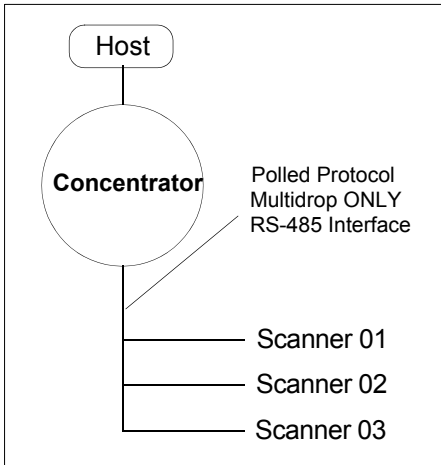 Host
Concentrator
Polled Protocol
Multidrop ONLY
RS-485 Interface
Scanner 01
Scanner 02
Scanner 03